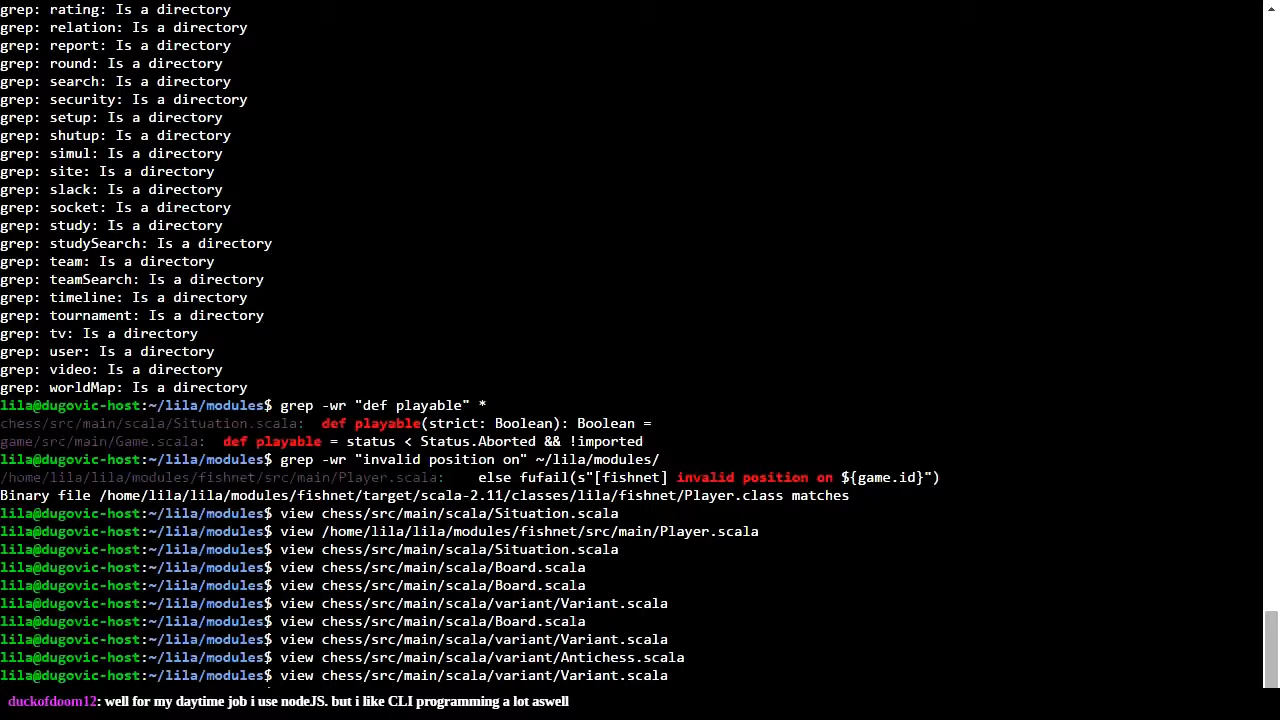 grep: rating: Is a directory
grep: relation: Is a directory
grep: report: Is a directory
grep: round: Is a directory
grep: search: Is a directory
grep: security: Is a directory
grep: setup: Is a directory
grep: shutup: Is a directory
grep: simul: Is a directory
grep: site: Is a directory
grep: slack: Is a directory
grep: socket: Is a directory
grep: study: Is a directory
grep: studySearch: Is a directory
grep: team: Is a directory
grep: teamSearch: Is a directory
grep: timeline: Is a directory
grep: tournament: Is a directory
grep: tv: Is a directory
grep: user: Is a directory
grep: video: Is a directory
grep: worldMap: Is a directory
lila@dugovic-host:~/lila/modules$ grep -wr "def playable" *
chess/src/main/scala/Situation.scala:  def playable(strict: Boolean): Boolean =
game/src/main/Game.scala:  def playable = status < Status.Aborted && !imported
lila@dugovic-host:~/lila/modules$ grep -wr "invalid position on" ~/lila/modules/
/home/lila/lila/modules/fishnet/src/main/Player.scala:    else fufail(s"[fishnet] invalid position on ${game.id}")
Binary file /home/lila/lila/modules/fishnet/target/scala-2.11/classes/lila/fishnet/Player.class matches
lila@dugovic-host:~/lila/modules$ view chess/src/main/scala/Situation.scala
lila@dugovic-host:~/lila/modules$ view /home/lila/lila/modules/fishnet/src/main/Player.scala
lila@dugovic-host:~/lila/modules$ view chess/src/main/scala/Situation.scala
lila@dugovic-host:~/lila/modules$ view chess/src/main/scala/Board.scala
lila@dugovic-host:~/lila/modules$ view chess/src/main/scala/Board.scala
lila@dugovic-host:~/lila/modules$ view chess/src/main/scala/variant/Variant.scala
lila@dugovic-host:~/lila/modules$ view chess/src/main/scala/Board.scala
lila@dugovic-host:~/lila/modules$ view chess/src/main/scala/variant/Variant.scala
lila@dugovic-host:~/lila/modules$ view chess/src/main/scala/variant/Antichess.scala
lila@dugovic-host:~/lila/modules$ view chess/src/main/scala/variant/Variant.scala
duckofdoom12: well for my daytime job i use nodeJS. but i like CLI programming a lot aswell